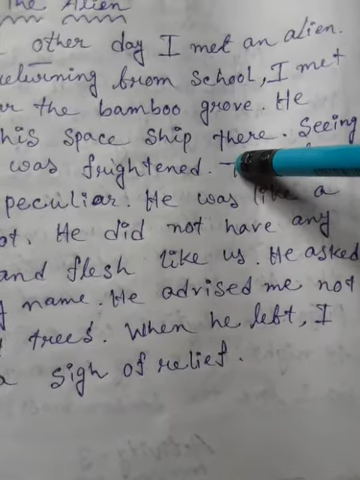 The Alien
other day I met an alien.
returning from school, I met
the bamboo grove. He
his space ship there. Seeing
was frightened.
peculiar. He was like a
He did not have any
and flesh like us. He asked
name. He advised me not
trees. When he left, I
a sigh of relief.